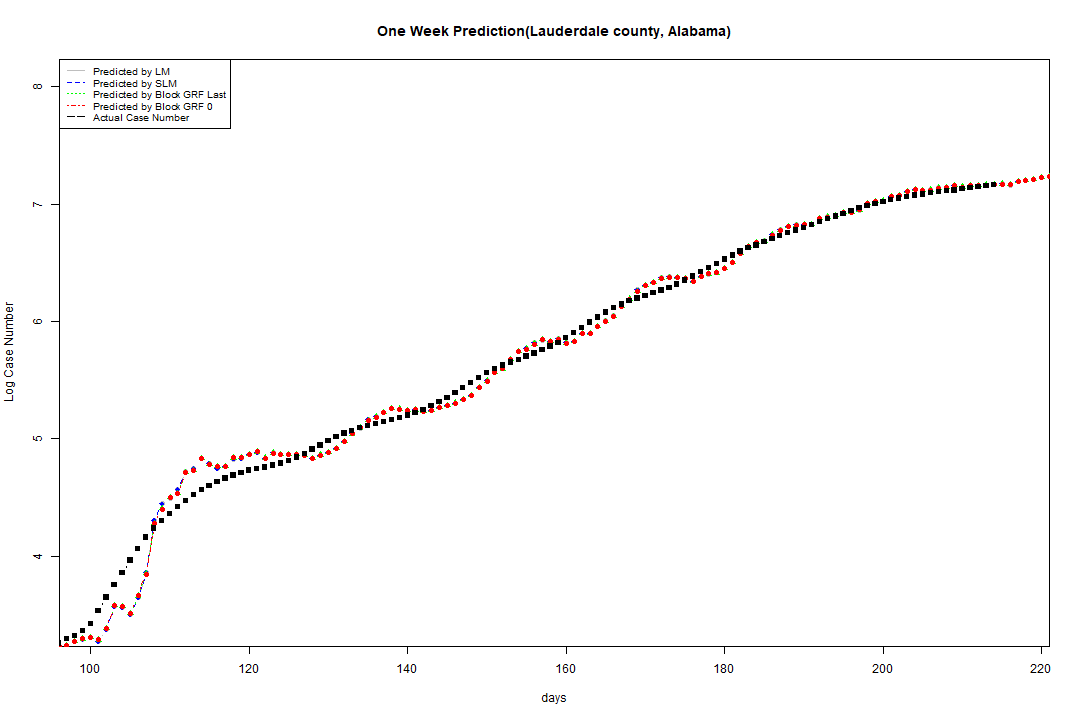 One Week Prediction(Lauderdale county, Alabama)
Predicted by LM
Predicted by SLM
Predicted by Block GRF Last
Predicted by Block GRF 0
Actual Case Number
8
7
6
5
4
Log Case Number
100 120 140 160 180 200 220
days